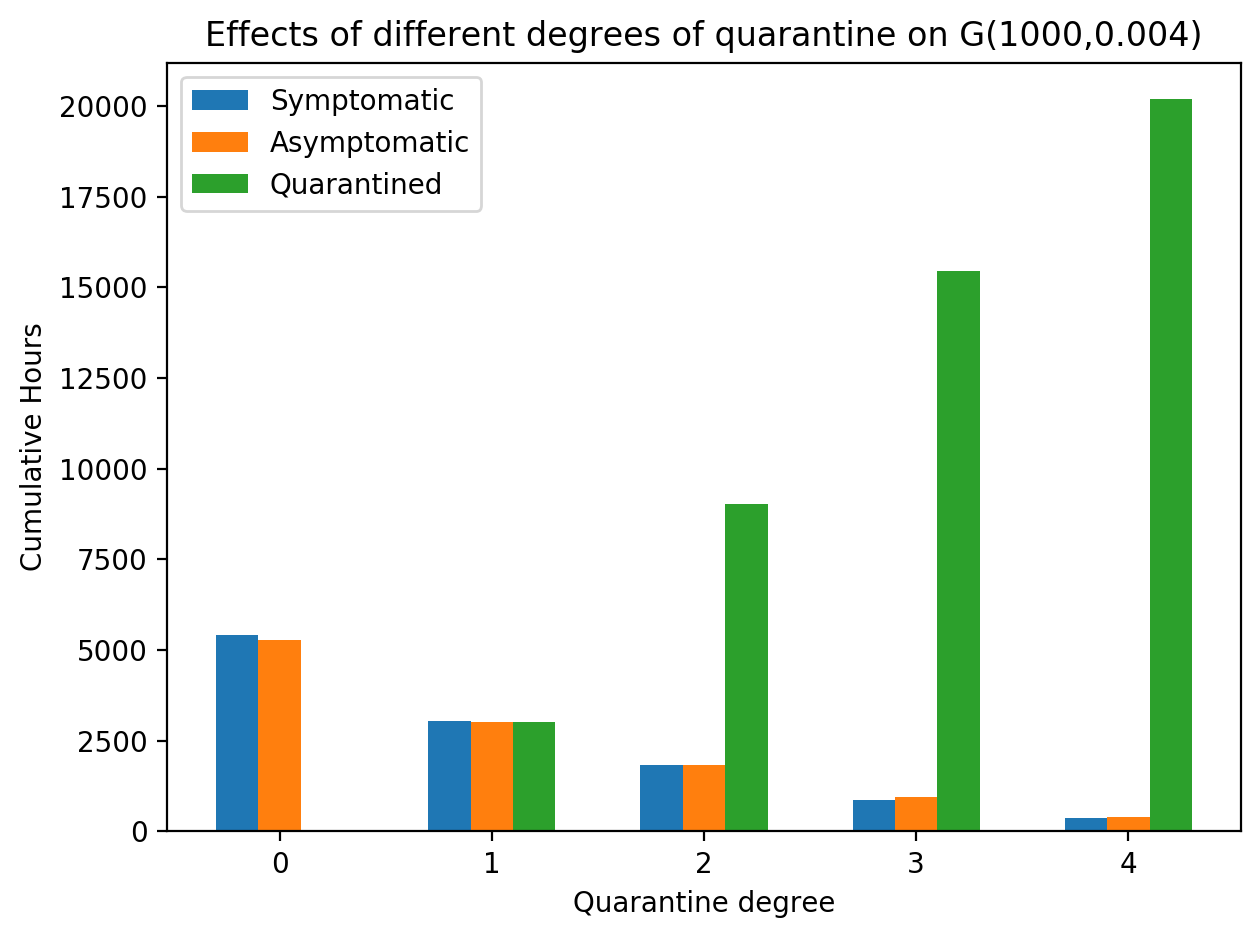 Effects of different degrees of quarantine on G(1000,0.004)
Symptomatic
Asymptomatic
Quarantined
20000
17500
15000
12500
10000
7500
5000
2500
0
Cumulative Hours
0 1 2 3 4
Quarantine degree